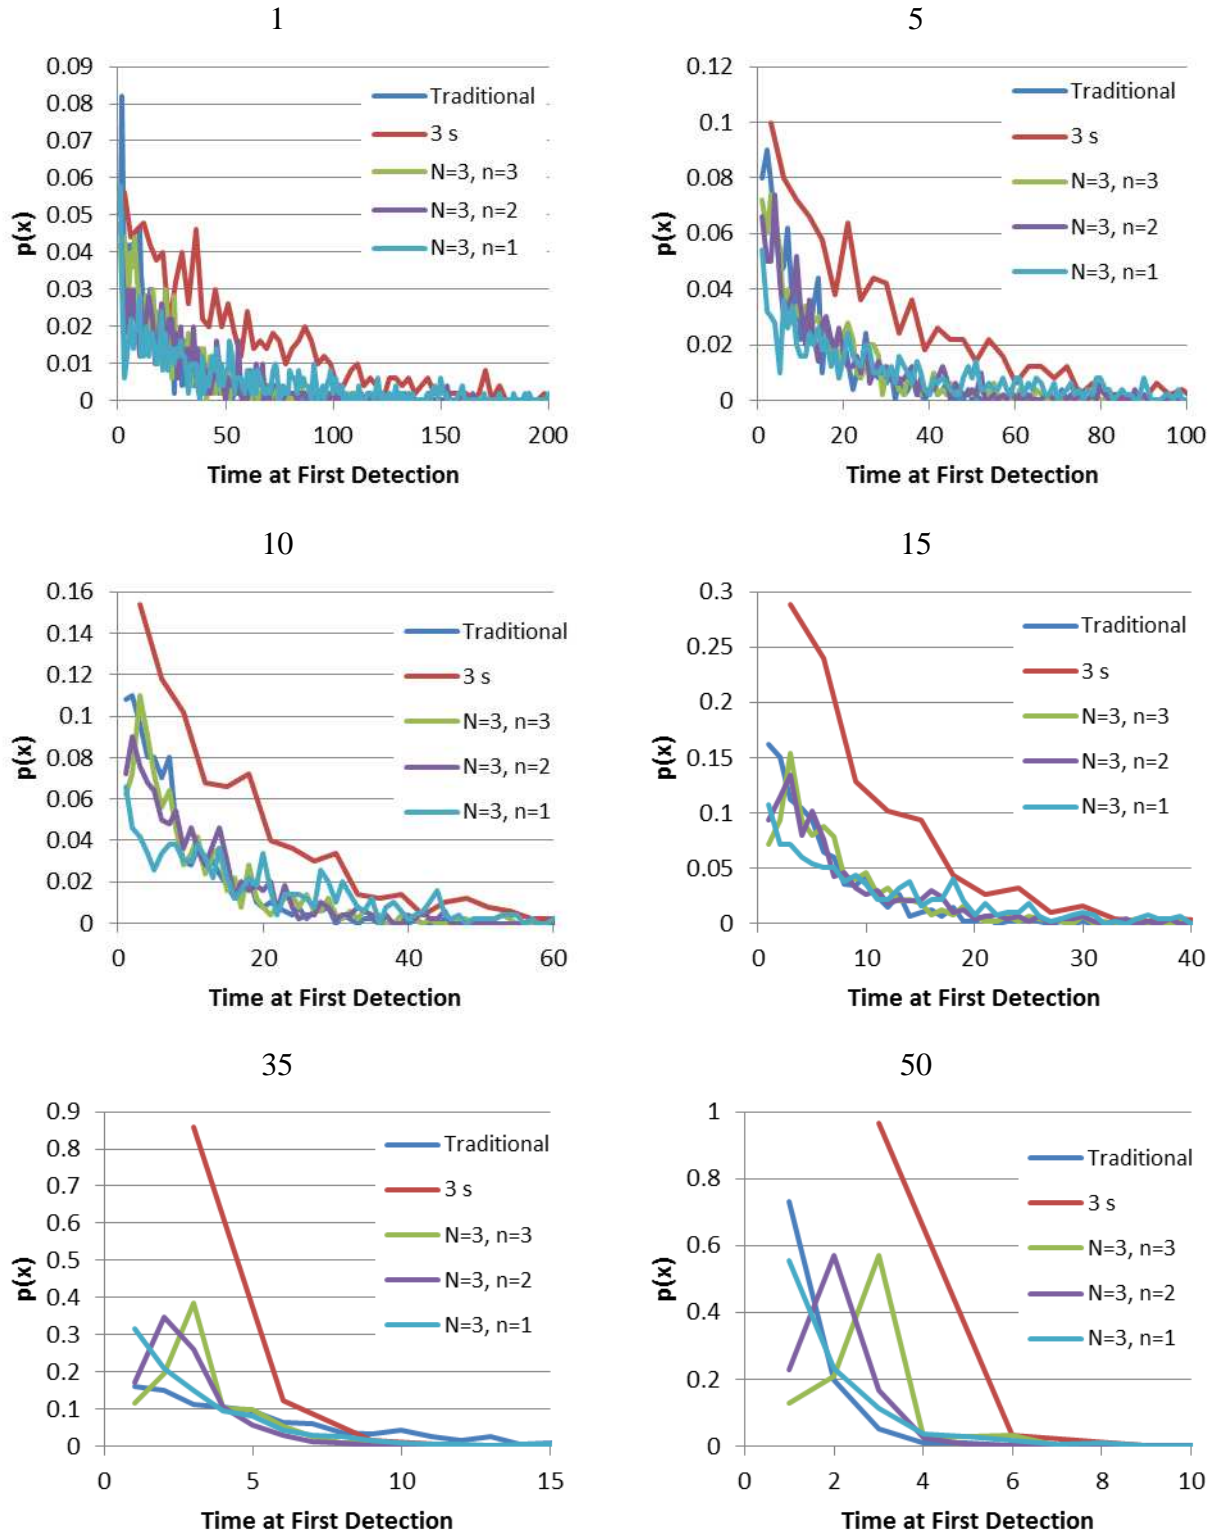 1
0.09
0.08
0.07
0.06
0.05
0.04
0.03
0.02
0.01
0
p(x)
Traditional
3 s
N=3, n=3
N=3, n=2
N=3, n=1
0 50 100 150 200
Time at First Detection
5
0.12
0.1
0.08
0.06
0.04
0.02
0
p(x)
Traditional
3 s
N=3, n=3
N=3, n=2
N=3, n=1
0 20 40 60 80 100
Time at First Detection
10
0.16
0.14
0.12
0.1
0.08
0.06
0.04
0.02
0
p(x)
Traditional
3 s
N=3, n=3
N=3, n=2
N=3, n=1
0 20 40 60
Time at First Detection
15
0.3
0.25
0.2
0.15
0.1
0.05
0
p(x)
Traditional
3 s
N=3, n=3
N=3, n=2
N=3, n=1
0 10 20 30 40
Time at First Detection
35
0.9
0.8
0.7
0.6
0.5
0.4
0.3
0.2
0.1
0
p(x)
Traditional
3 s
N=3, n=3
N=3, n=2
N=3, n=1
0 5 10 15
Time at First Detection
50
1
0.8
0.6
0.4
0.2
0
p(x)
Traditional
3 s
N=3, n=3
N=3, n=2
N=3, n=1
0 2 4 6 8 10
Time at First Detection